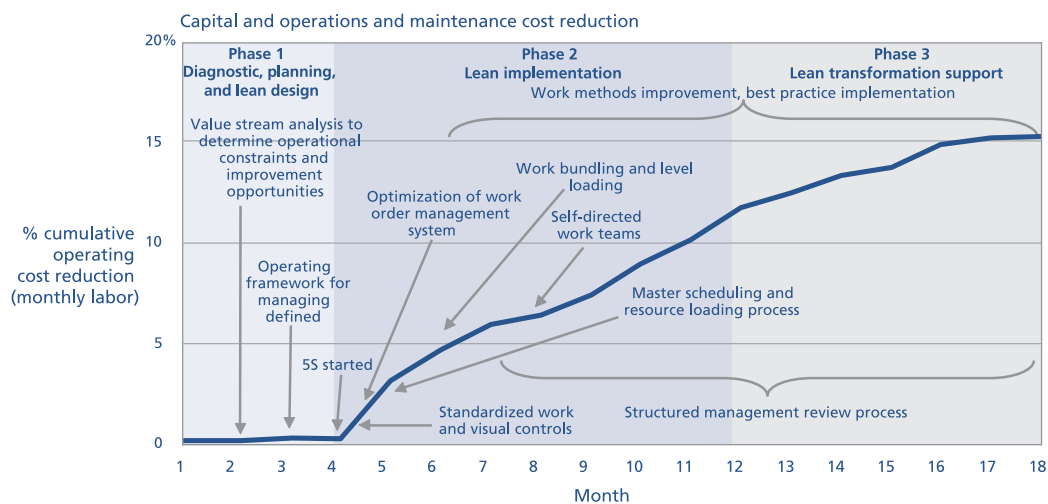 Capital and operations and maintenance cost reduction
20%
Phase 1
Diagnostic, planning,
and lean design
Phase 2
Lean implementation
Phase 3
Lean transformation support
Work methods improvement, best practice implementation
Value stream analysis to
determine operational
constraints and
improvement
opportunities
15
Work bundling and level
loading
Optimization of work
order management
system
Self-directed
work teams
% cumulative
operating
cost reduction
(monthly labor)
10
Operating
framework for
managing
defined
Master scheduling and
resource loading process
5
5S started
Standardized work
and visual controls
Structured management review process
0
1 2 3 4 5 6 7 8 9 10 11 12 13 14 15 16 17 18
Month